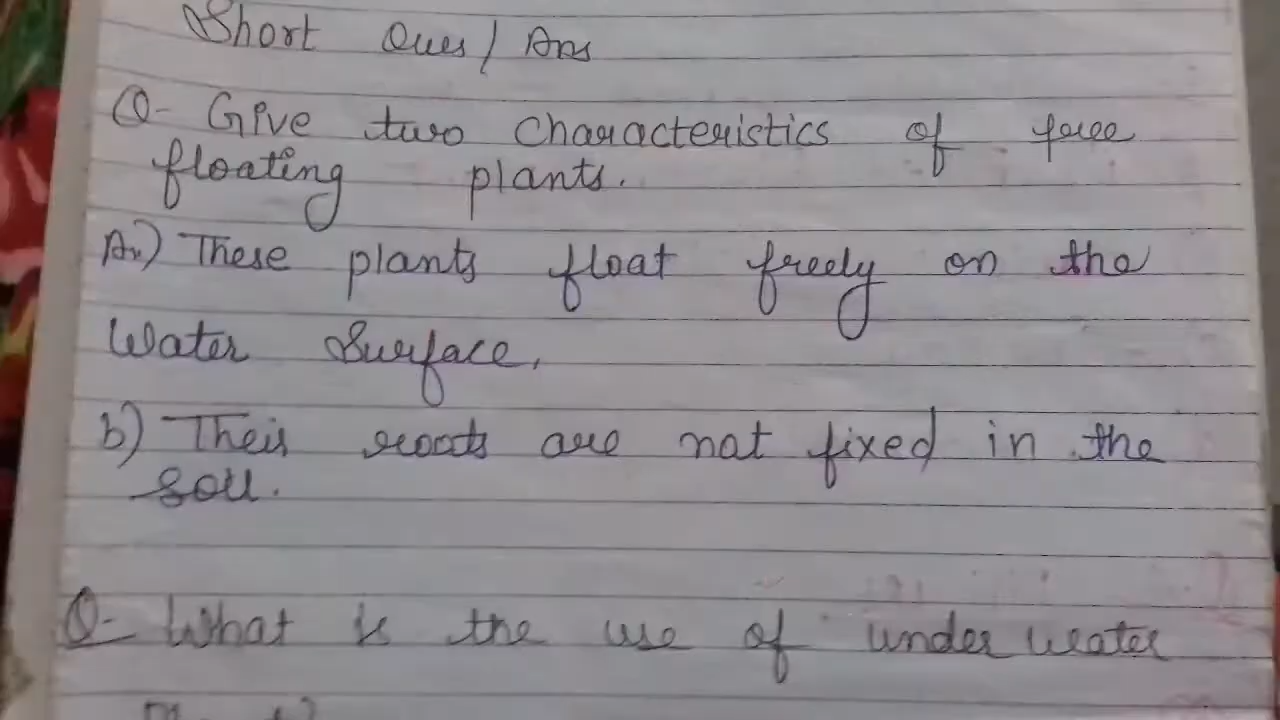 Short Ques/Ans
Q- Give two characteristics of free
floating plants.
An) These plants float freely on the
water surface.
b) Their roots are not fixed in the
soil.
Q- What is the use of under water